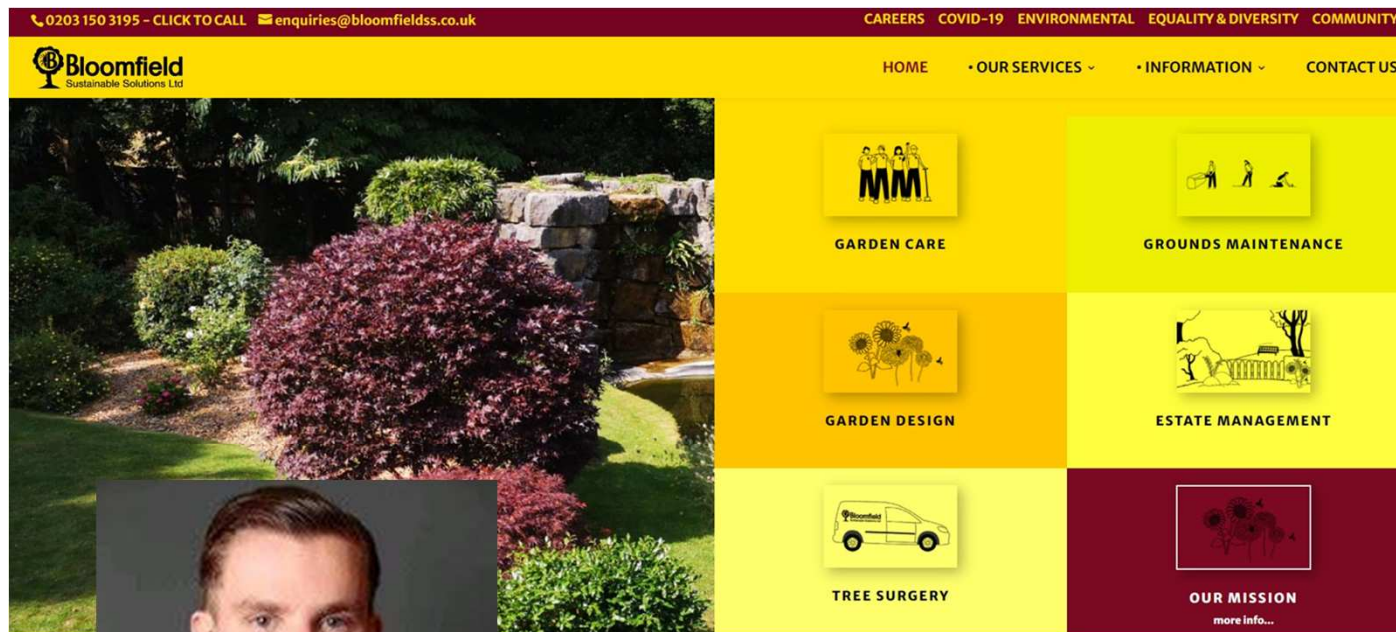 0203 150 3195 - CLICK TO CALL enquiries@bloomfieldss.co.uk
CAREERS COVID-19 ENVIRONMENTAL EQUALITY & DIVERSITY COMMUNITY
Bloomfield
Sustainable Solutions Ltd
HOME • OUR SERVICES • INFORMATION CONTACT US
GARDEN CARE
GROUNDS MAINTENANCE
GARDEN DESIGN
ESTATE MANAGEMENT
Bloomfield
TREE SURGERY
OUR MISSION
more info...